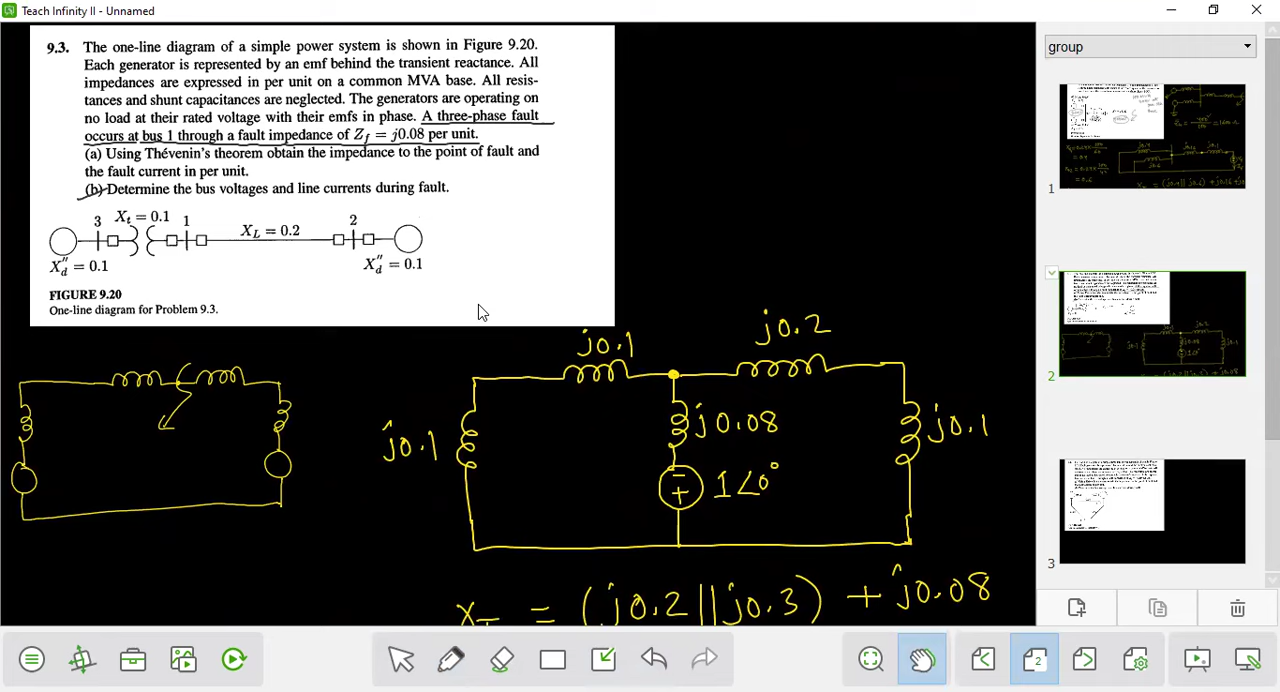 Teach Infinity II - Unnamed
9.3. The one-line diagram of a simple power system is shown in Figure 9.20.
Each generator is represented by an emf behind the transient reactance. All
impedances are expressed in per unit on a common MVA base. All resis-
tances and shunt capacitances are neglected. The generators are operating on
no load at their rated voltage with their emfs in phase. A three-phase fault
occurs at bus 1 through a fault impedance of Z_f = j0.08 per unit.
(a) Using Thévenin's theorem obtain the impedance to the point of fault and
the fault current in per unit.
(b) Determine the bus voltages and line currents during fault.
3 X_t = 0.1 1
X_L = 0.2
2
X''_d = 0.1
X''_d = 0.1
FIGURE 9.20
One-line diagram for Problem 9.3.
j0.1
j0.2
j0.1
j0.08
j0.1
- + 1∠0°
= (j0.2 || j0.3) + j0.08
group
1
2
3
2